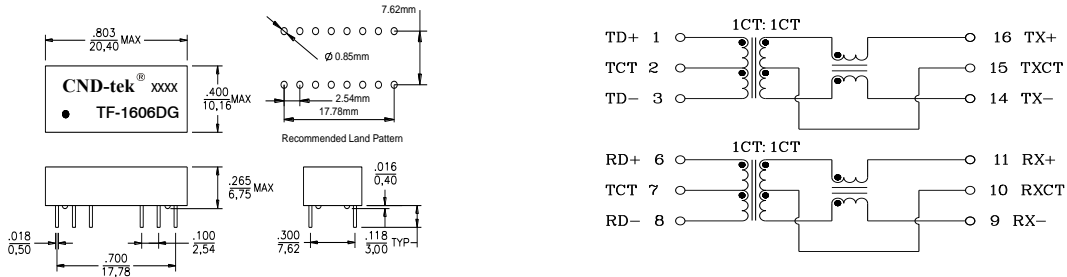 .803
20,40 MAX
CND-tek® XXXX
TF-1606DG
.400
10,16 MAX
7.62mm
Ø 0.85mm
2.54mm
17.78mm
Recommended Land Pattern
.265
6,75 MAX
.018
0,50
.100
2,54
.700
17,78
.016
0,40
.300
7,62
.118
3,00 TYP
1CT: 1CT
TD+ 1
TCT 2
TD- 3
16 TX+
15 TXCT
14 TX-
1CT: 1CT
RD+ 6
TCT 7
RD- 8
11 RX+
10 RXCT
9 RX-